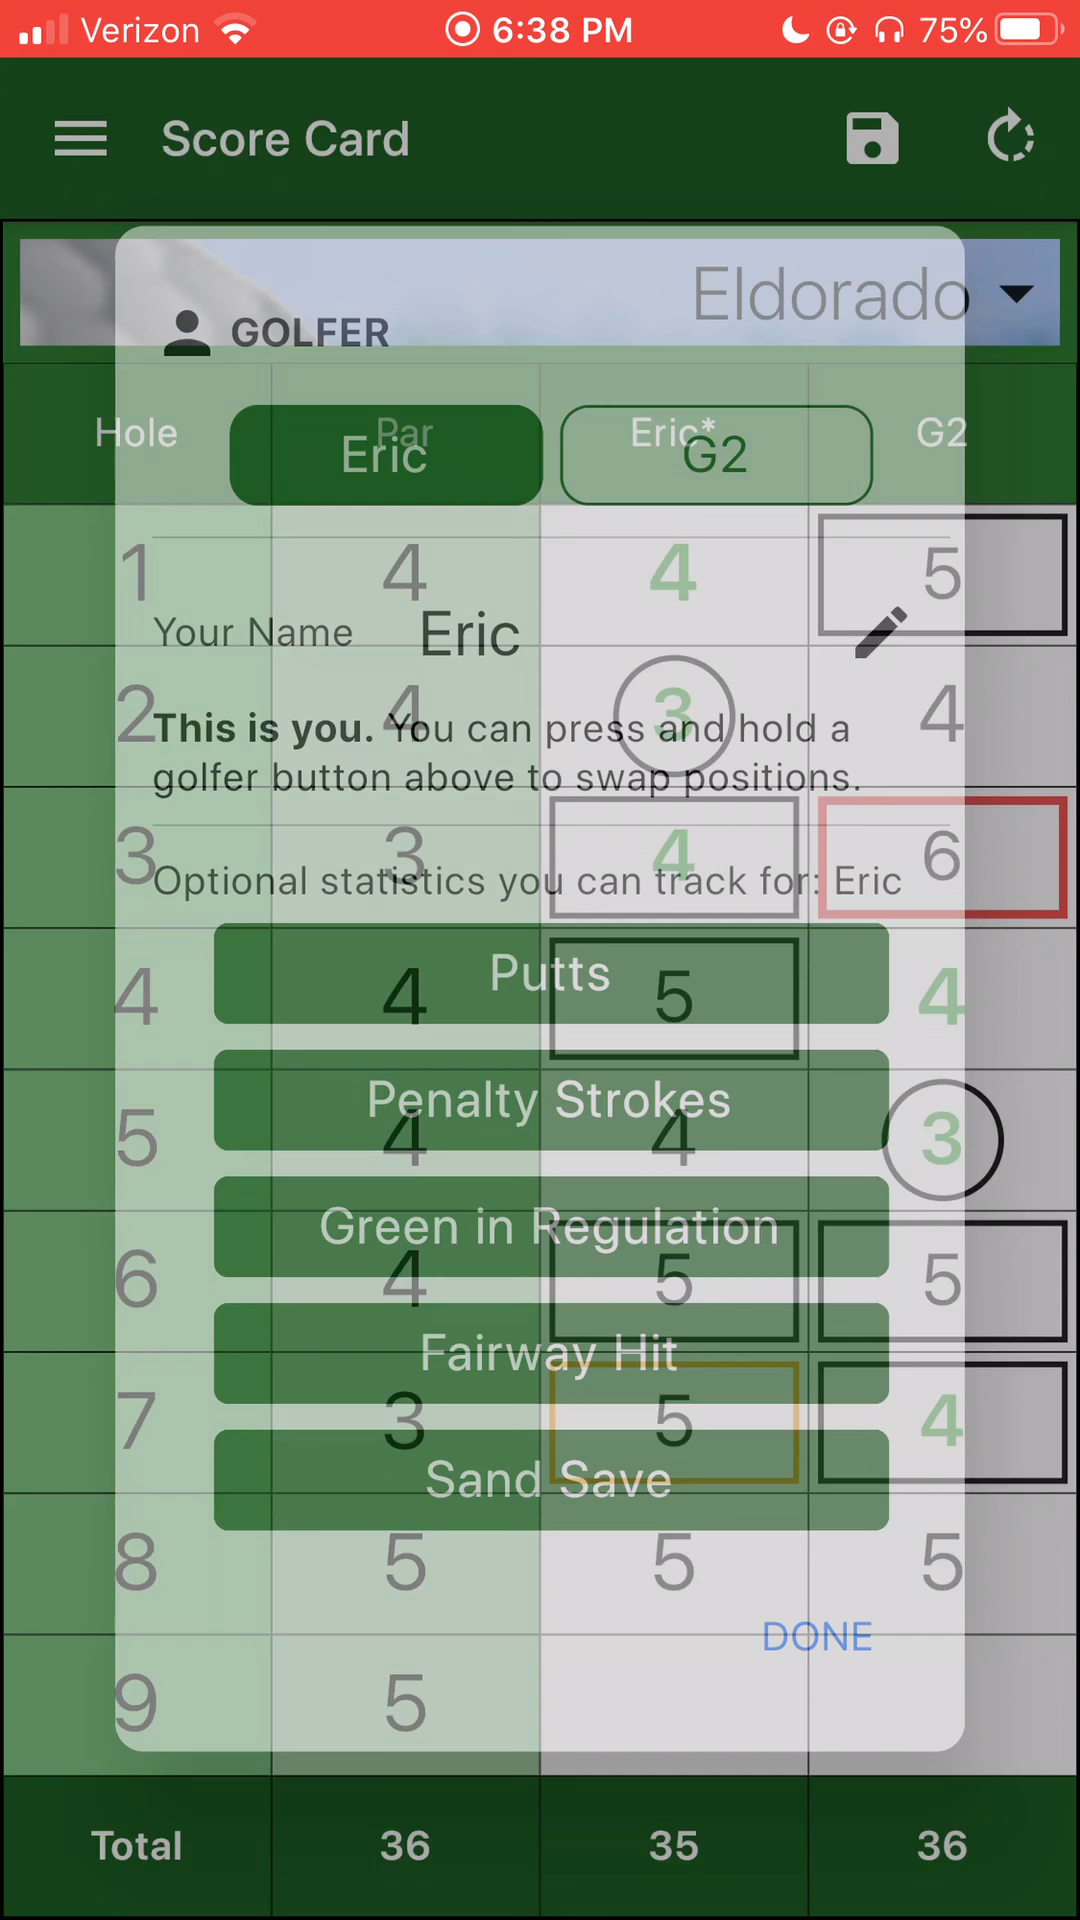 Verizon 6:38 PM 75%
Score Card
Eldorado
GOLFER
Hole Par Eric* G2
Eric G2
1 4 4 5
Your Name Eric
2 4 3 4
This is you. You can press and hold a
golfer button above to swap positions.
3 3 4 6
Optional statistics you can track for: Eric
Putts
4 4 5 4
Penalty Strokes
5 4 4 3
Green in Regulation
6 4 5 5
Fairway Hit
7 3 5 4
Sand Save
8 5 5 5
DONE
9 5
Total 36 35 36